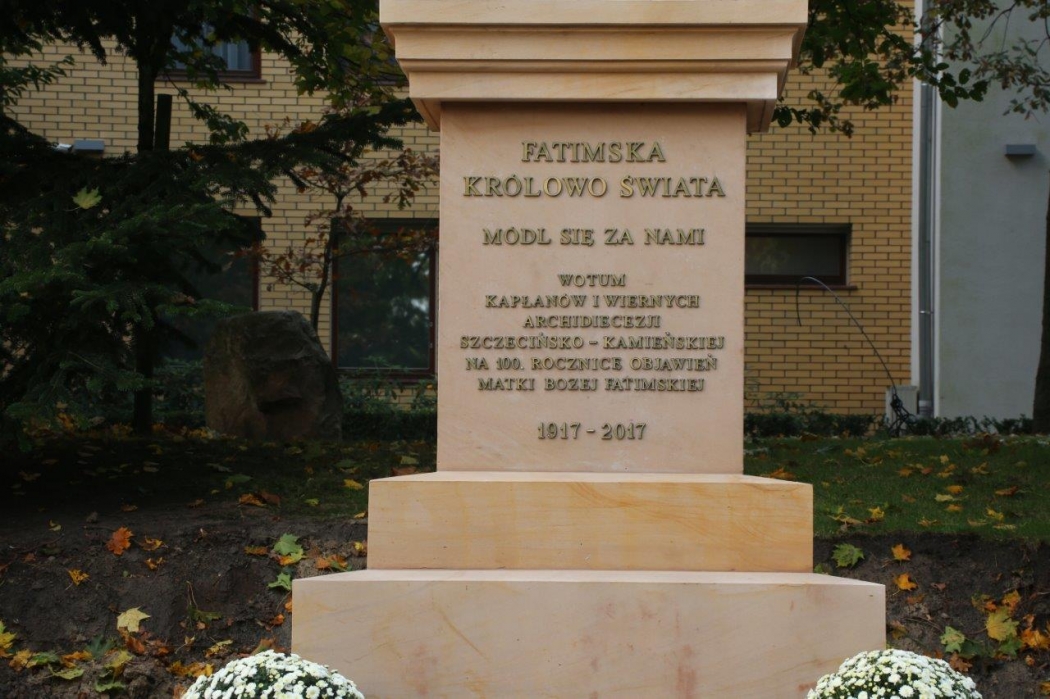 FATIMSKA
KRÓLOWO ŚWIATA
MÓDL SIĘ ZA NAMI
WOTUM
KAPŁANÓW I WIERNYCH
ARCHIDIECEZJI
SZCZECIŃSKO - KAMIEŃSKIEJ
NA 100. ROCZNICĘ OBJAWIEŃ
MATKI BOŻEJ FATIMSKIEJ
1917 - 2017